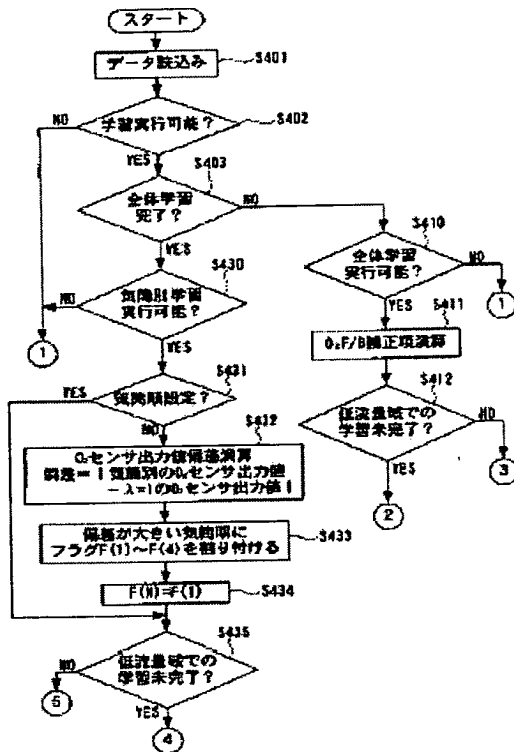 スタート
データ読込み
S401
学習実行可能?
S402
NO
YES
S403
全体学習
完了?
NO
YES
S410
全体学習
実行可能?
NO
1
YES
S411
O₂F/B補正項演算
S412
低流量域での
学習未完了?
NO
3
YES
2
S430
気筒別学習
実行可能?
NO
1
YES
S431
気筒順設定?
YES
NO
S432
O₂センサ出力値偏差演算
偏差=|気筒別のO₂センサ出力値
-λ=1のO₂センサ出力値|
偏差が大きい気筒順に
フラグF(1)~F(4)を割り付ける
S433
F(N)=F(1)
S434
S435
低流量域での
学習未完了?
NO
5
YES
4